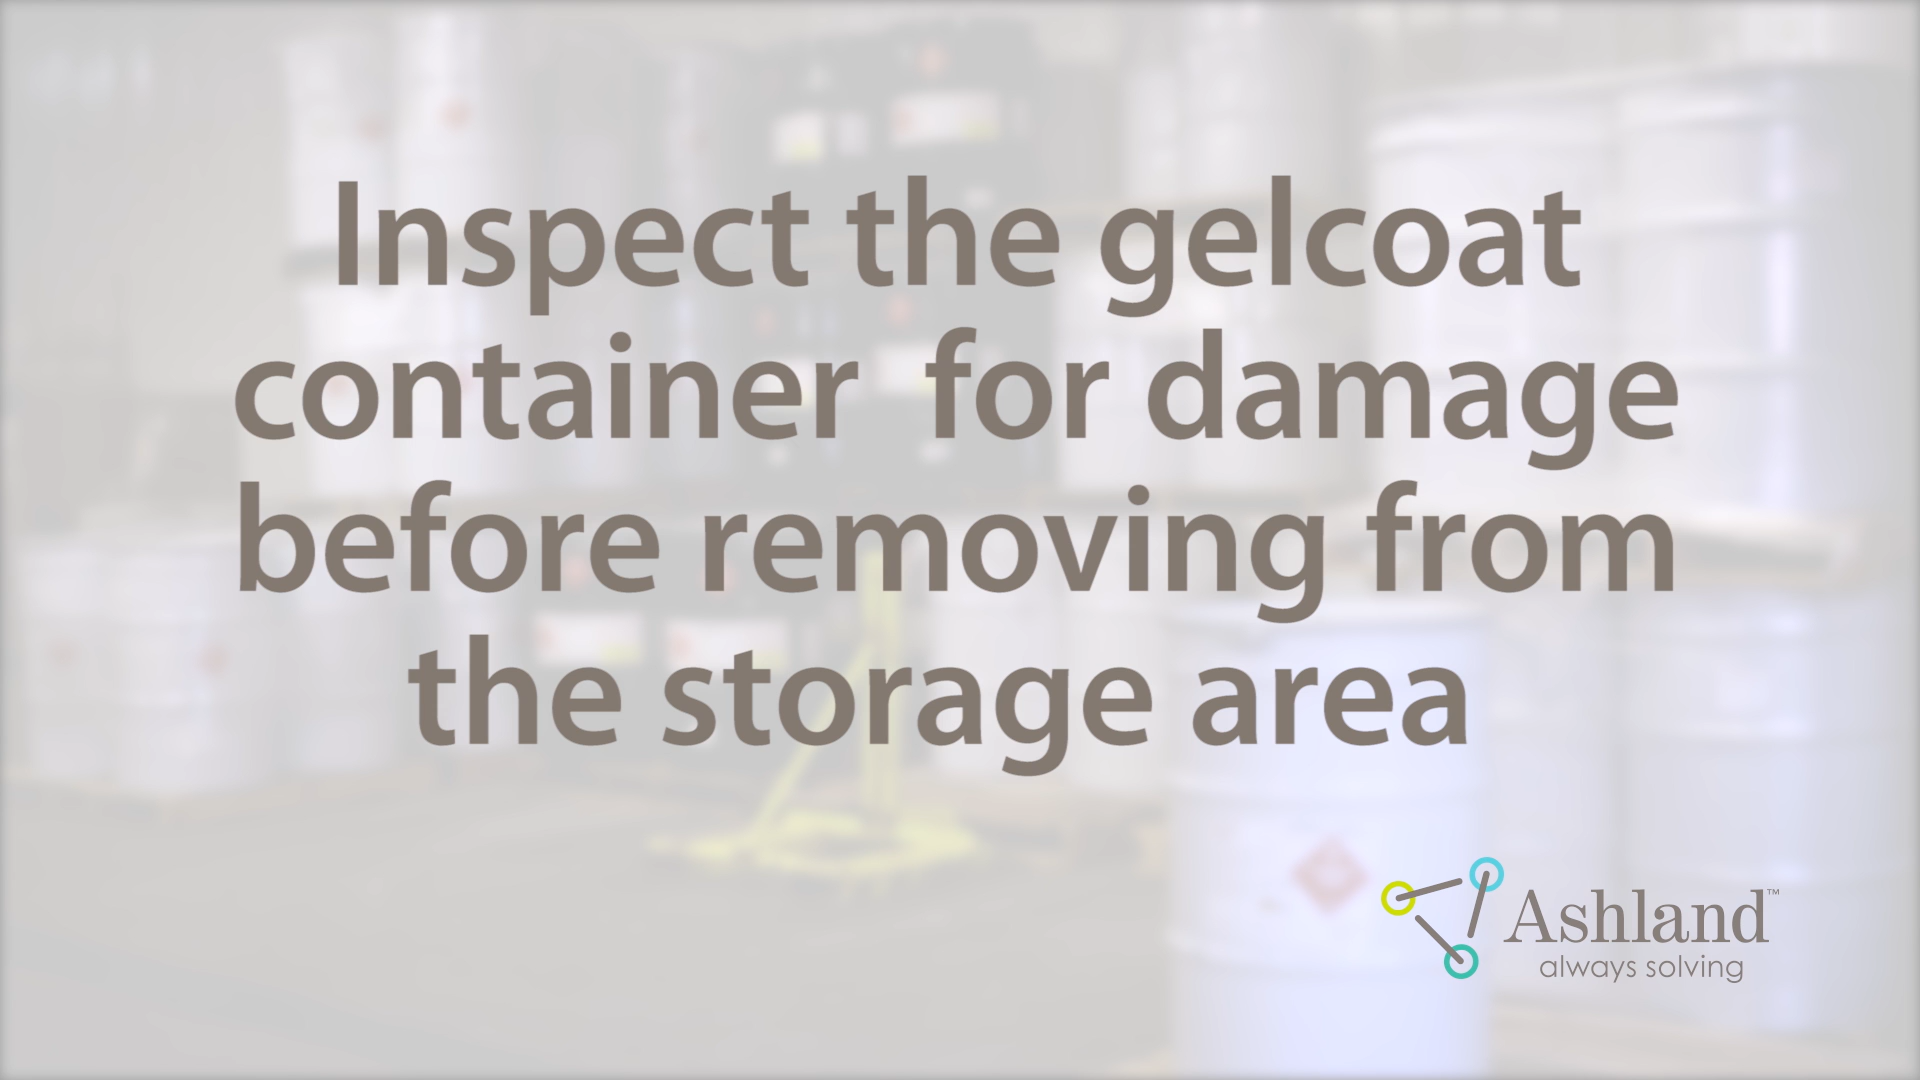 Inspect the gelcoat
container  for damage
before removing from
the storage area
Ashland™
always solving